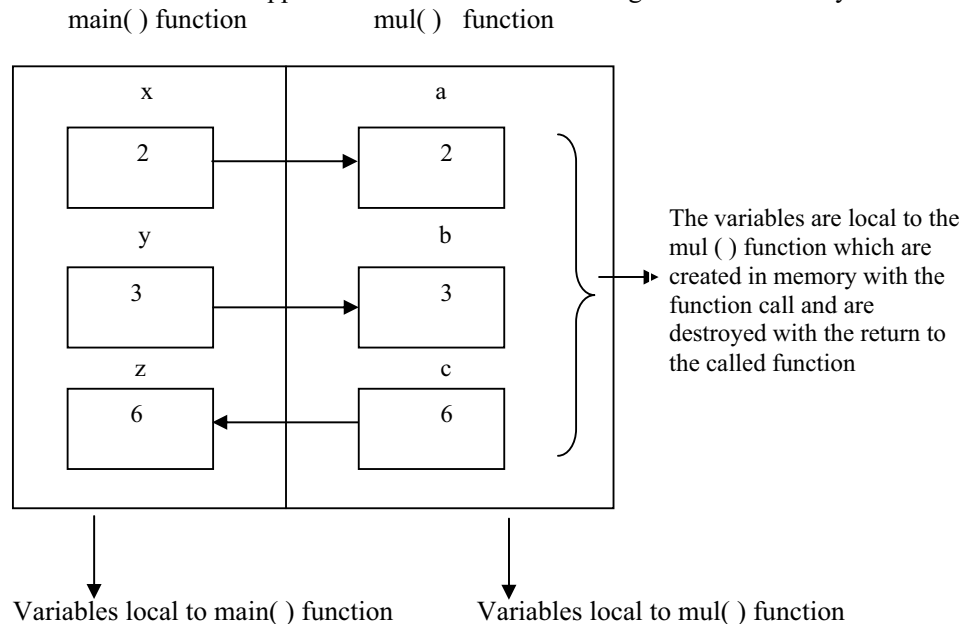 main( ) function mul( ) function
x a
2 2
y b
3 3
z c
6 6
The variables are local to the
mul ( ) function which are
created in memory with the
function call and are
destroyed with the return to
the called function
Variables local to main( ) function Variables local to mul( ) function